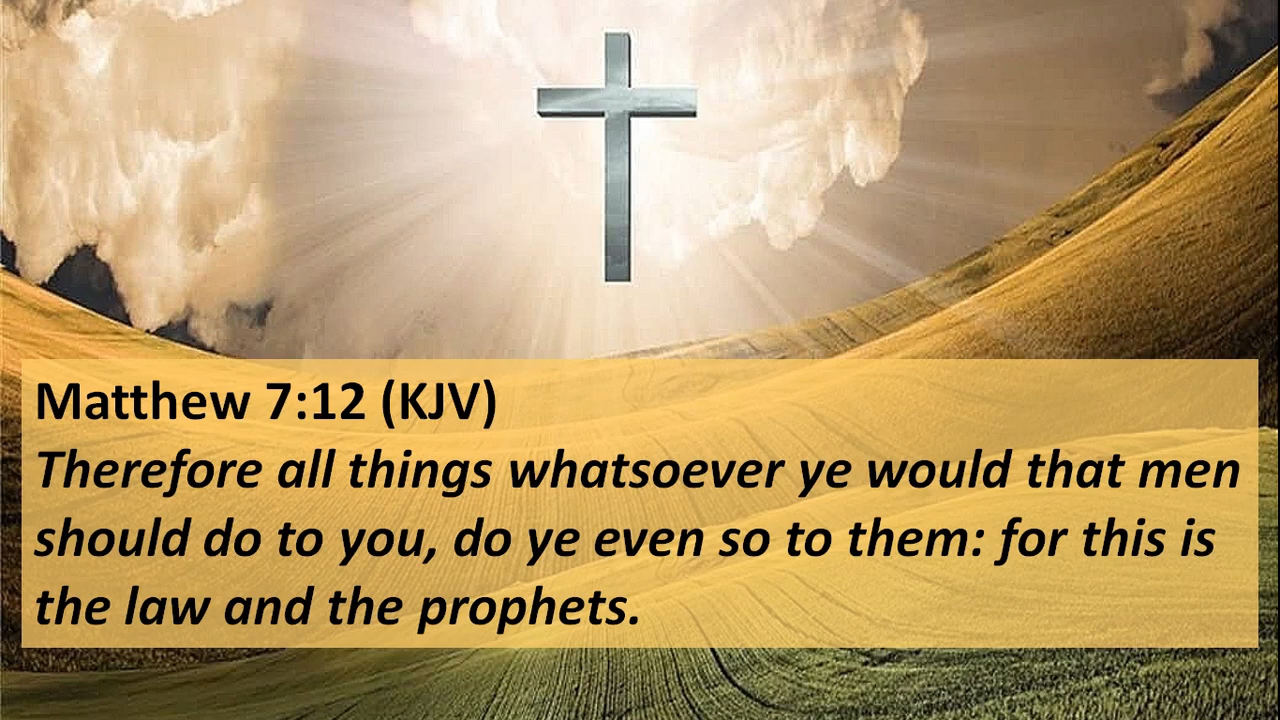 Matthew 7:12 (KJV)
Therefore all things whatsoever ye would that men
should do to you, do ye even so to them: for this is
the law and the prophets.